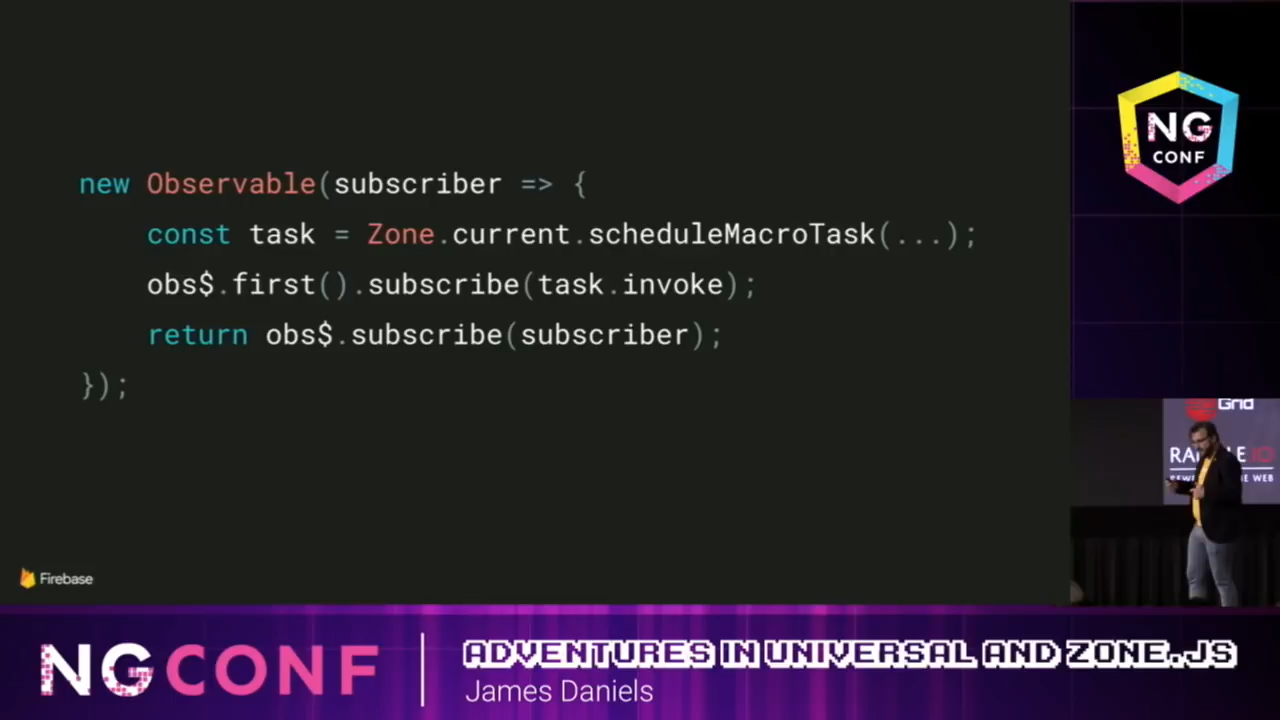 new Observable(subscriber => {
const task = Zone.current.scheduleMacroTask(...);
obs$.first().subscribe(task.invoke);
return obs$.subscribe(subscriber);
});
Firebase
NG
CONF
Grid
NG CONF
ADVENTURES IN UNIVERSAL AND ZONE.JS
James Daniels